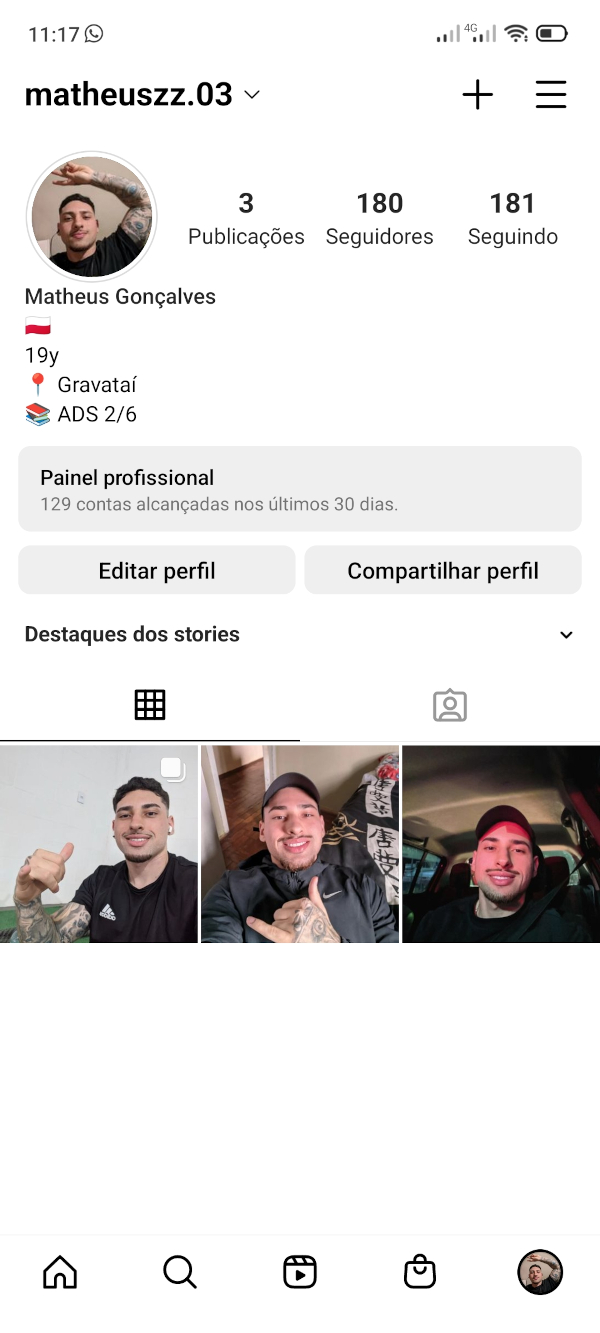 11:17
4G
matheuszz.03
3 180 181
Publicações Seguidores Seguindo
Matheus Gonçalves
🇵🇱
19y
📍 Gravataí
📚 ADS 2/6
Painel profissional
129 contas alcançadas nos últimos 30 dias.
Editar perfil Compartilhar perfil
Destaques dos stories